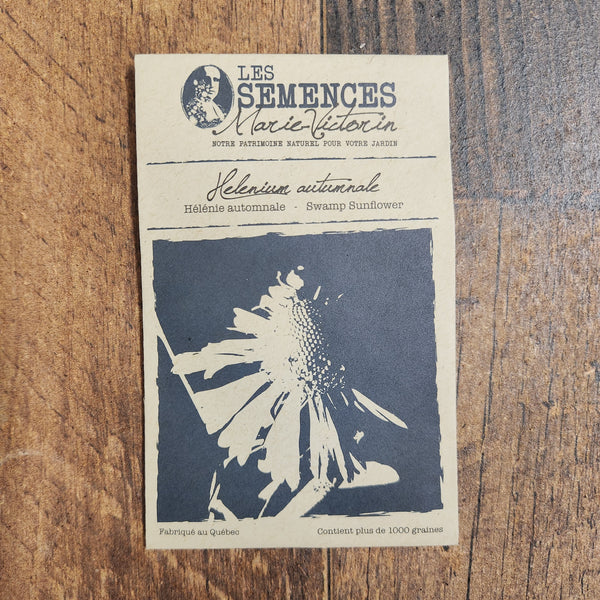 LES
SEMENCES
Marie-Victorin
NOTRE PATRIMOINE NATUREL POUR VOTRE JARDIN
Helenium autumnale
Hélénie automnale - Swamp Sunflower
Fabriqué au Québec
Contient plus de 1000 graines